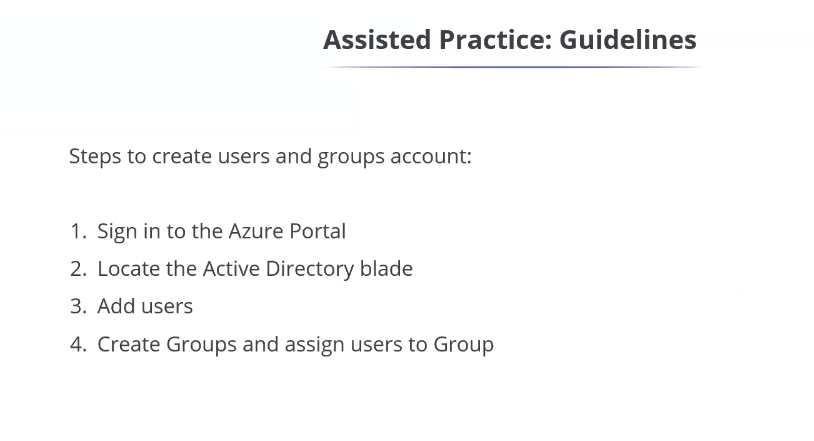 Assisted Practice: Guidelines
Steps to create users and groups account:
1. Sign in to the Azure Portal
2. Locate the Active Directory blade
3. Add users
4. Create Groups and assign users to Group